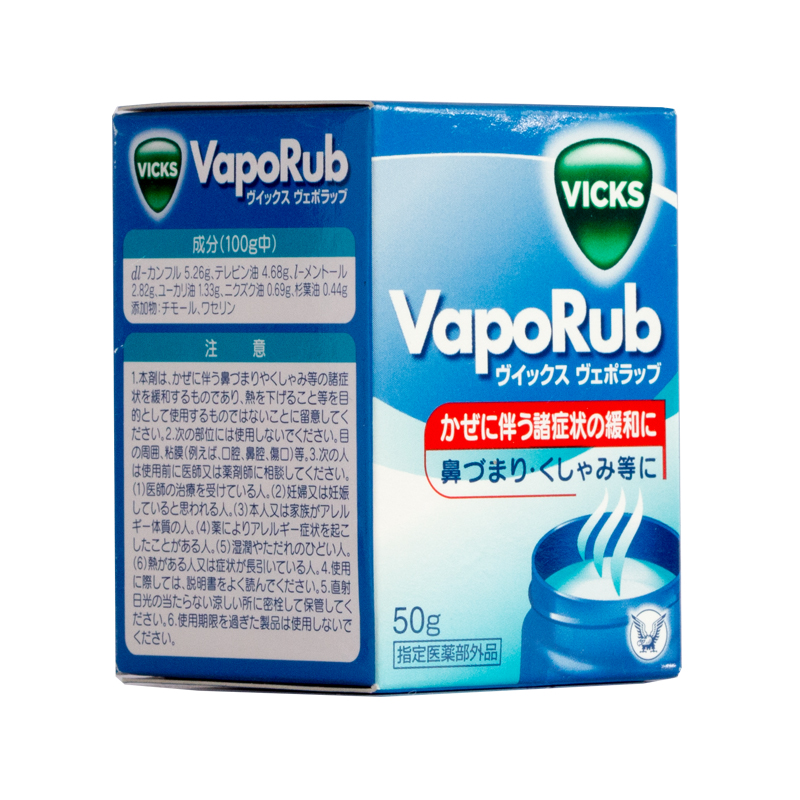 VICKS
VapoRub
ヴイックス ヴェポラッブ
成分(100g中)
dl-カンフル 5.26g、テレビン油 4.68g、l-メントール
2.82g、ユーカリ油 1.33g、ニクズク油 0.69g、杉葉油 0.44g
添加物:チモール、ワセリン
注 意
1.本剤は、かぜに伴う鼻づまりやくしゃみ等の諸症
状を緩和するものであり、熱を下げること等を目
的として使用するものではないことに留意してく
ださい。2.次の部位には使用しないでください。目
の周囲、粘膜(例えば、口腔、鼻腔、傷口)等。3.次の人
は使用前に医師又は薬剤師に相談してください。
(1)医師の治療を受けている人。(2)妊婦又は妊娠
していると思われる人。(3)本人又は家族がアレル
ギー体質の人。(4)薬によりアレルギー症状を起こ
したことがある人。(5)湿潤やただれのひどい人。
(6)熱がある人又は症状が長引いている人。4.使用
に際しては、説明書をよく読んでください。5.直射
日光の当たらない涼しい所に密栓して保管してく
ださい。6.使用期限を過ぎた製品は使用しないで
ください。
VICKS
VapoRub
ヴイックス ヴェポラッブ
かぜに伴う諸症状の緩和に
鼻づまり・くしゃみ等に
50g
指定医薬部外品